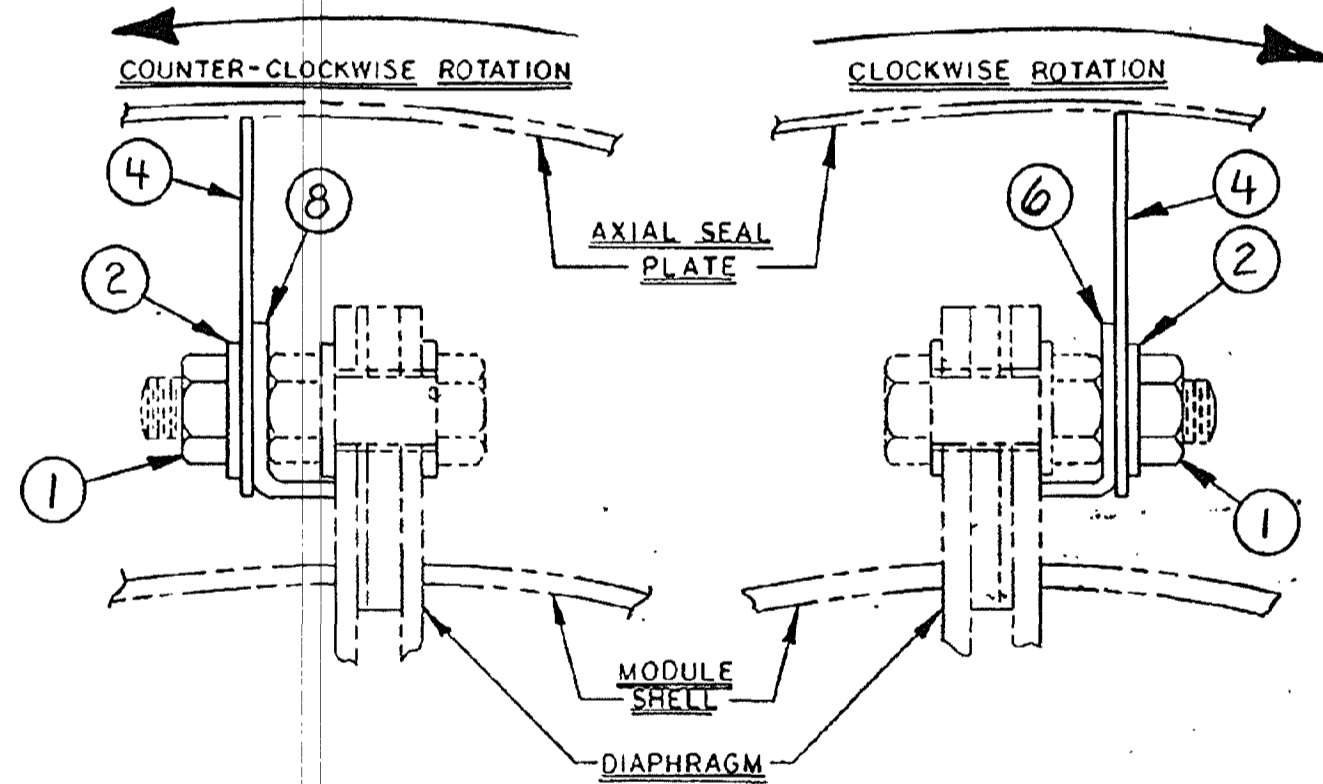 COUNTER-CLOCKWISE ROTATION
CLOCKWISE ROTATION
4
8
6
4
AXIAL SEAL
PLATE
2
2
1
1
MODULE
SHELL
DIAPHRAGM